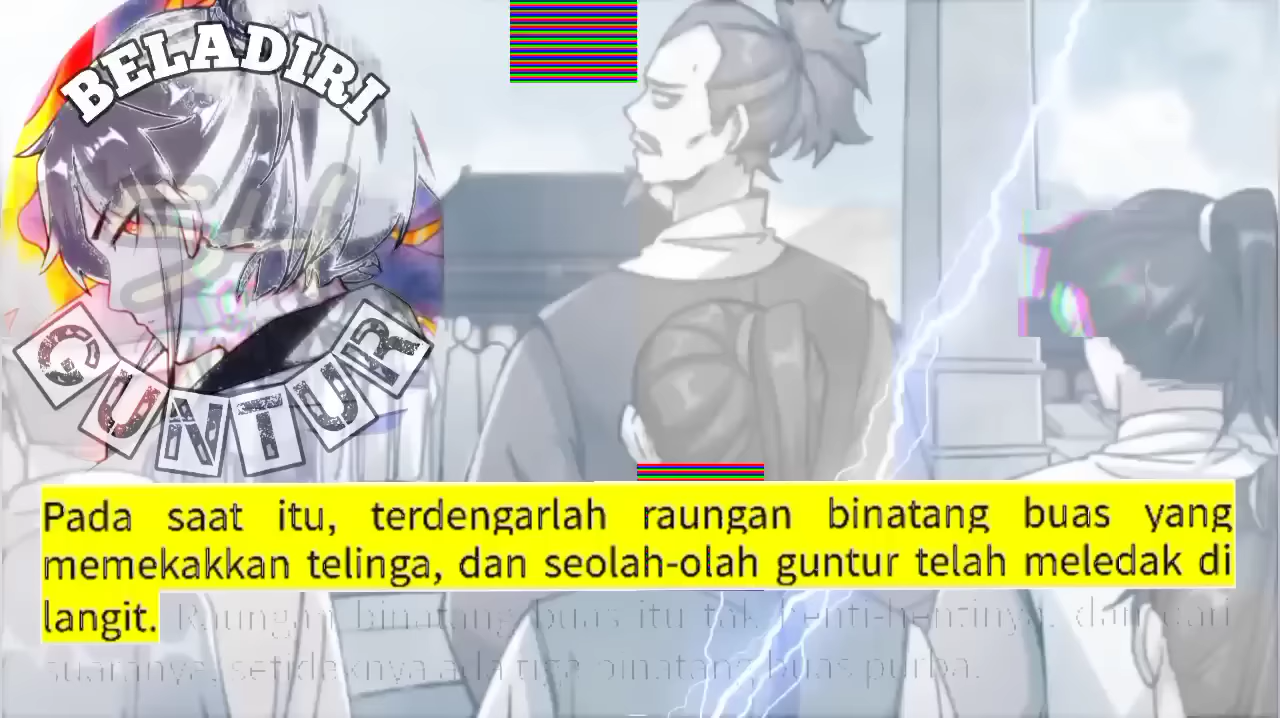 BELADIRI
GUNTUR
Pada saat itu, terdengarlah raungan binatang buas yang
memekakkan telinga, dan seolah-olah guntur telah meledak di
langit. Raungan binatang buas itu tak henti-hentinya, dan dari
suaranya, setidaknya ada tiga binatang buas purba.